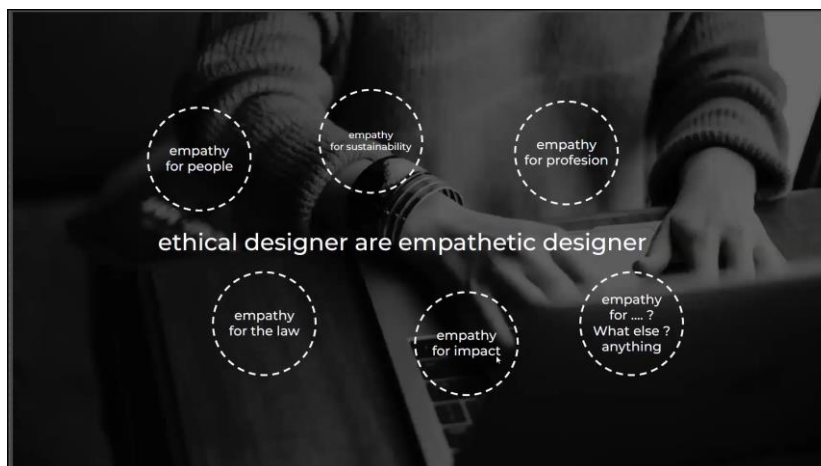 empathy
for people
empathy
for sustainability
empathy
for profesion
ethical designer are empathetic designer
empathy
for the law
empathy
for impact
empathy
for .... ?
What else ?
anything